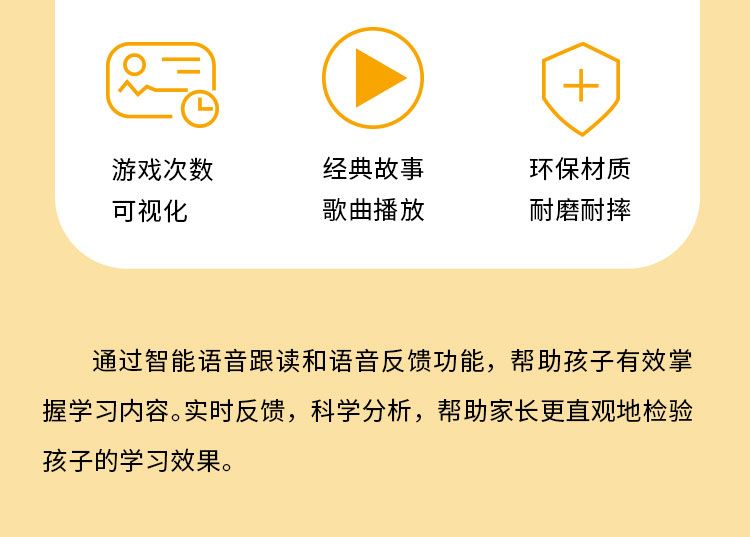 游戏次数
可视化
经典故事
歌曲播放
环保材质
耐磨耐摔
通过智能语音跟读和语音反馈功能，帮助孩子有效掌
握学习内容。实时反馈，科学分析，帮助家长更直观地检验
孩子的学习效果。